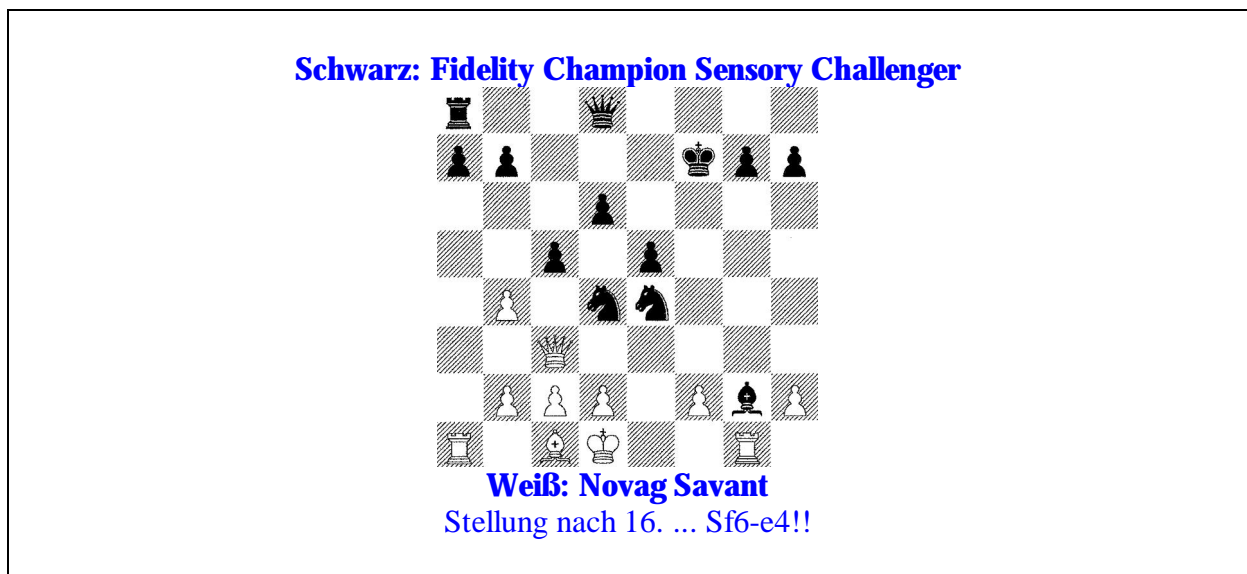 Schwarz: Fidelity Champion Sensory Challenger
Weiß: Novag Savant
Stellung nach 16. ... Sf6-e4!!